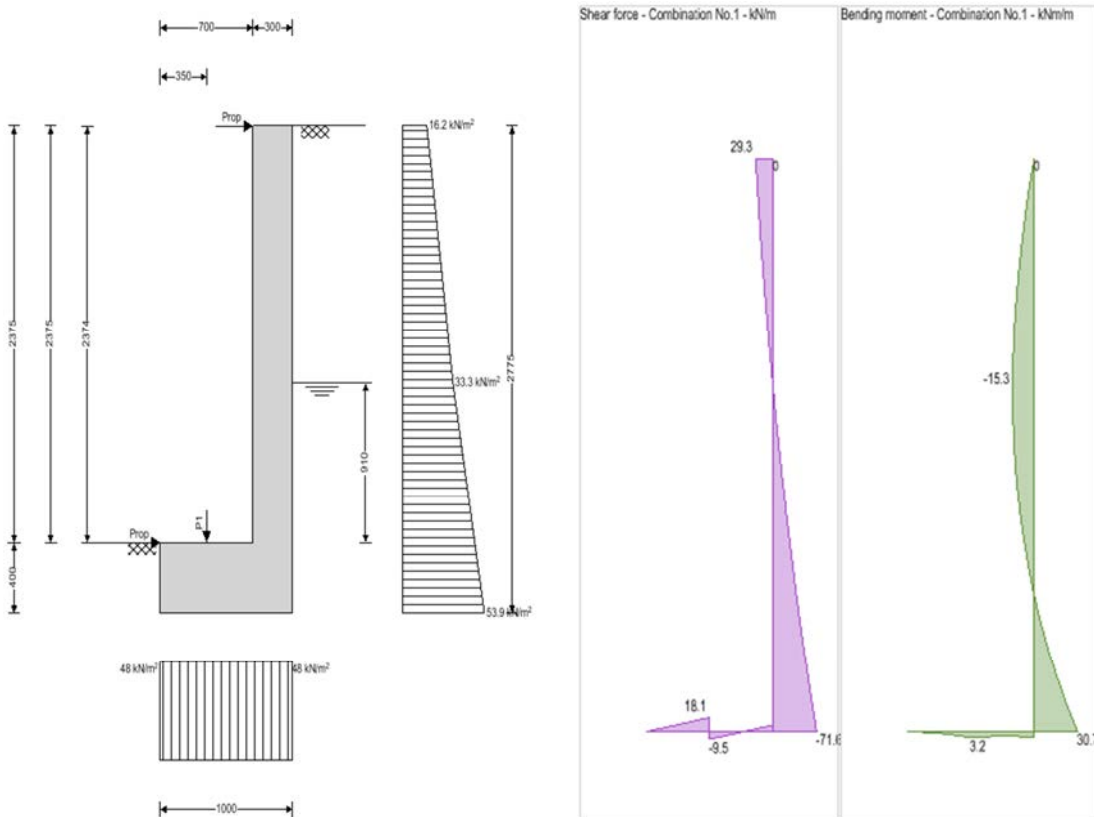 700
300
350
Prop
16.2 kN/m²
2375
2375
2374
2775
33.3 kN/m²
910
P1
Prop
400
53.9 kN/m²
48 kN/m²
48 kN/m²
1000
Shear force - Combination No.1 - kN/m
29.3
0
18.1
-9.5
-71.6
Bending moment - Combination No.1 - kNm/m
0
-15.3
3.2
30.